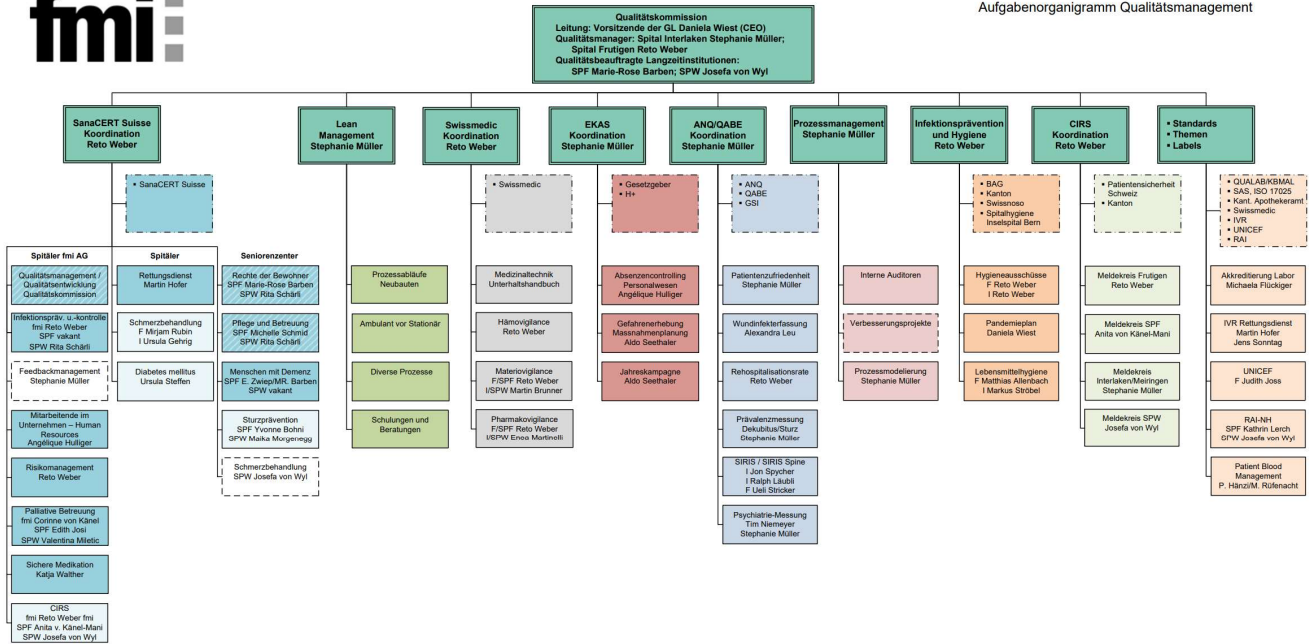 fmi
Aufgabenorganigramm Qualitätsmanagement
Qualitätskommission
Leitung: Vorsitzende der GL Daniela Wiest (CEO)
Qualitätsmanager: Spital Interlaken Stephanie Müller;
Spital Frutigen Reto Weber
Qualitätsbeauftragte Langzeitinstitutionen:
SPF Marie-Rose Barben; SPW Josefa von Wyl
SanaCERT Suisse
Koordination
Reto Weber
Lean
Management
Stephanie Müller
Swissmedic
Koordination
Reto Weber
EKAS
Koordination
Stephanie Müller
ANQ/QABE
Koordination
Stephanie Müller
Prozessmanagement
Stephanie Müller
Infektionsprävention
und Hygiene
Reto Weber
CIRS
Koordination
Reto Weber
▪ Standards
▪ Themen
▪ Labels
▪ SanaCERT Suisse
▪ Swissmedic
▪ Gesetzgeber
▪ H+
▪ ANQ
▪ QABE
▪ GSI
▪ BAG
▪ Kanton
▪ Swissnoso
▪ Spitalhygiene
Inselspital Bern
▪ Patientensicherheit
Schweiz
▪ Kanton
▪ QUALAB/KBMAL
▪ SAS, ISO 17025
▪ Kant. Apothekeramt
▪ Swissmedic
▪ IVR
▪ UNICEF
▪ RAI
Spitäler fmi AG
Qualitätsmanagement /
Qualitätsentwicklung
Qualitätskommission
Infektionspräv. u.-kontrolle
fmi Reto Weber
SPF vakant
SPW Rita Schärli
Feedbackmanagement
Stephanie Müller
Mitarbeitende im
Unternehmen – Human
Resources
Angélique Hulliger
Risikomanagement
Reto Weber
Palliative Betreuung
fmi Corinne von Känel
SPF Edith Josi
SPW Valentina Miletic
Sichere Medikation
Katja Walther
CIRS
fmi Reto Weber fmi
SPF Anita v. Känel-Mani
SPW Josefa von Wyl
Spitäler
Rettungsdienst
Martin Hofer
Schmerzbehandlung
F Mirjam Rubin
I Ursula Gehrig
Diabetes mellitus
Ursula Steffen
Seniorenzenter
Rechte der Bewohner
SPF Marie-Rose Barben
SPW Rita Schärli
Pflege und Betreuung
SPF Michelle Schmid
SPW Rita Schärli
Menschen mit Demenz
SPF E. Zwiep/MR. Barben
SPW vakant
Sturzprävention
SPF Yvonne Bohni
SPW Maika Morgenegg
Schmerzbehandlung
SPW Josefa von Wyl
Prozessabläufe
Neubauten
Ambulant vor Stationär
Diverse Prozesse
Schulungen und
Beratungen
Medizinaltechnik
Unterhaltshandbuch
Hämovigilance
Reto Weber
Materiovigilance
F/SPF Reto Weber
I/SPW Martin Brunner
Pharmakovigilance
F/SPF Reto Weber
I/SPW Enea Martinelli
Absenzencontrolling
Personalwesen
Angélique Hulliger
Gefahrenerhebung
Massnahmenplanung
Aldo Seethaler
Jahreskampagne
Aldo Seethaler
Patientenzufriedenheit
Stephanie Müller
Wundinfekterfassung
Alexandra Leu
Rehospitalisationsrate
Reto Weber
Prävalenzmessung
Dekubitus/Sturz
Stephanie Müller
SIRIS / SIRIS Spine
I Jon Spycher
I Ralph Läubli
F Ueli Stricker
Psychiatrie-Messung
Tim Niemeyer
Stephanie Müller
Interne Auditoren
Verbesserungsprojekte
Prozessmodelierung
Stephanie Müller
Hygieneausschüsse
F Reto Weber
I Reto Weber
Pandemieplan
Daniela Wiest
Lebensmittelhygiene
F Matthias Allenbach
I Markus Ströbel
Meldekreis Frutigen
Reto Weber
Meldekreis SPF
Anita von Känel-Mani
Meldekreis
Interlaken/Meiringen
Stephanie Müller
Meldekreis SPW
Josefa von Wyl
Akkreditierung Labor
Michaela Flückiger
IVR Rettungsdienst
Martin Hofer
Jens Sonntag
UNICEF
F Judith Joss
RAI-NH
SPF Kathrin Lerch
SPW Josefa von Wyl
Patient Blood
Management
P. Hänzi/M. Rüfenacht